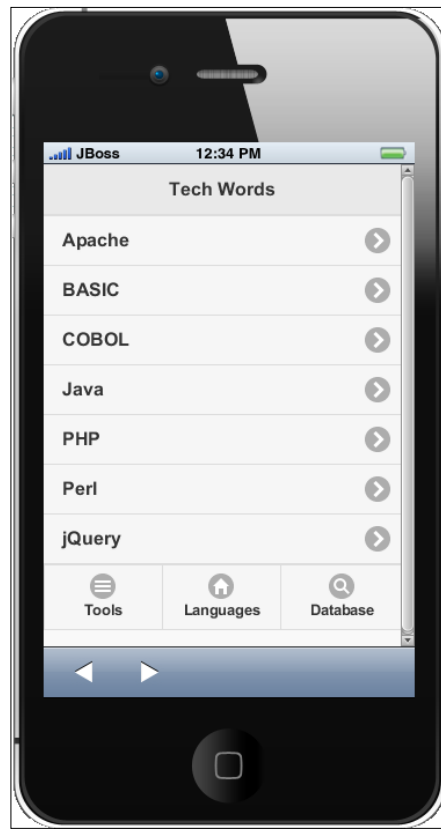 JBoss 12:34 PM
Tech Words
Apache
BASIC
COBOL
Java
PHP
Perl
jQuery
Tools Languages Database